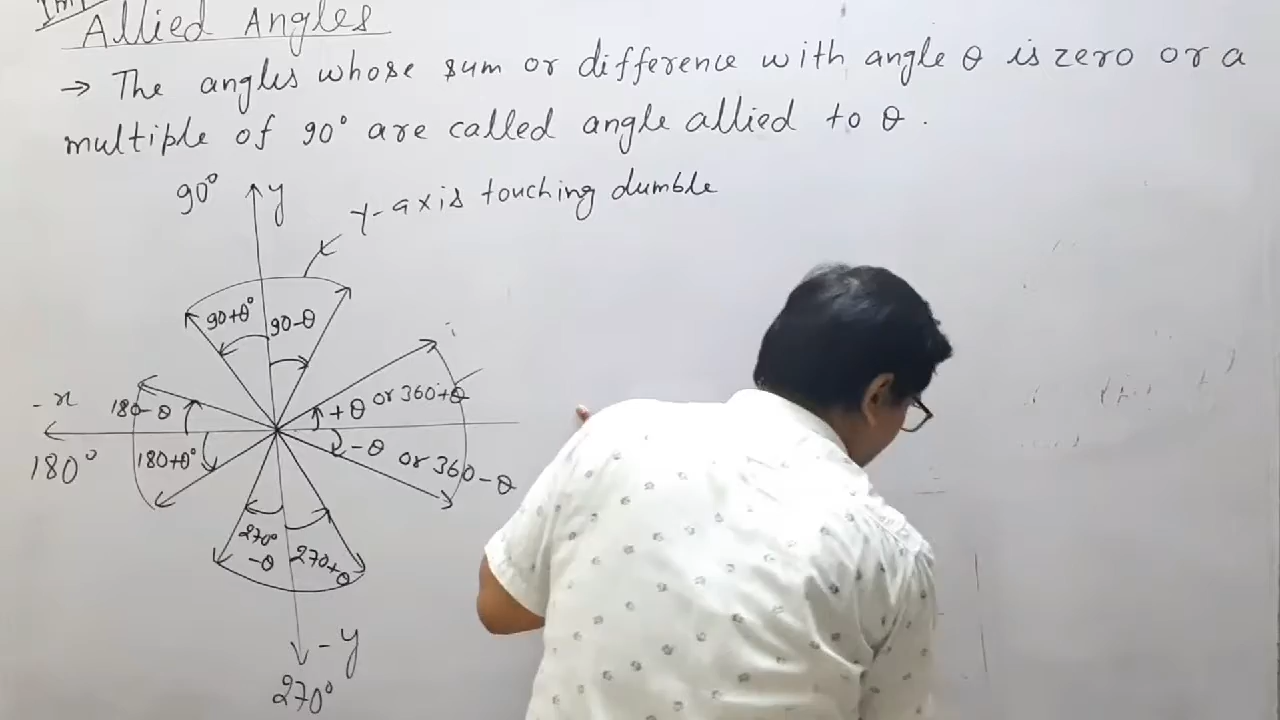 Imp
Allied Angles
→ The angles whose sum or difference with angle θ is zero or a
multiple of 90° are called angle allied to θ.
90° y
Y-axis touching dumble
90+θ° 90-θ
-x 180-θ +θ or 360+θ
180° 180+θ° -θ or 360-θ
270°
-θ 270+θ
-y
270°